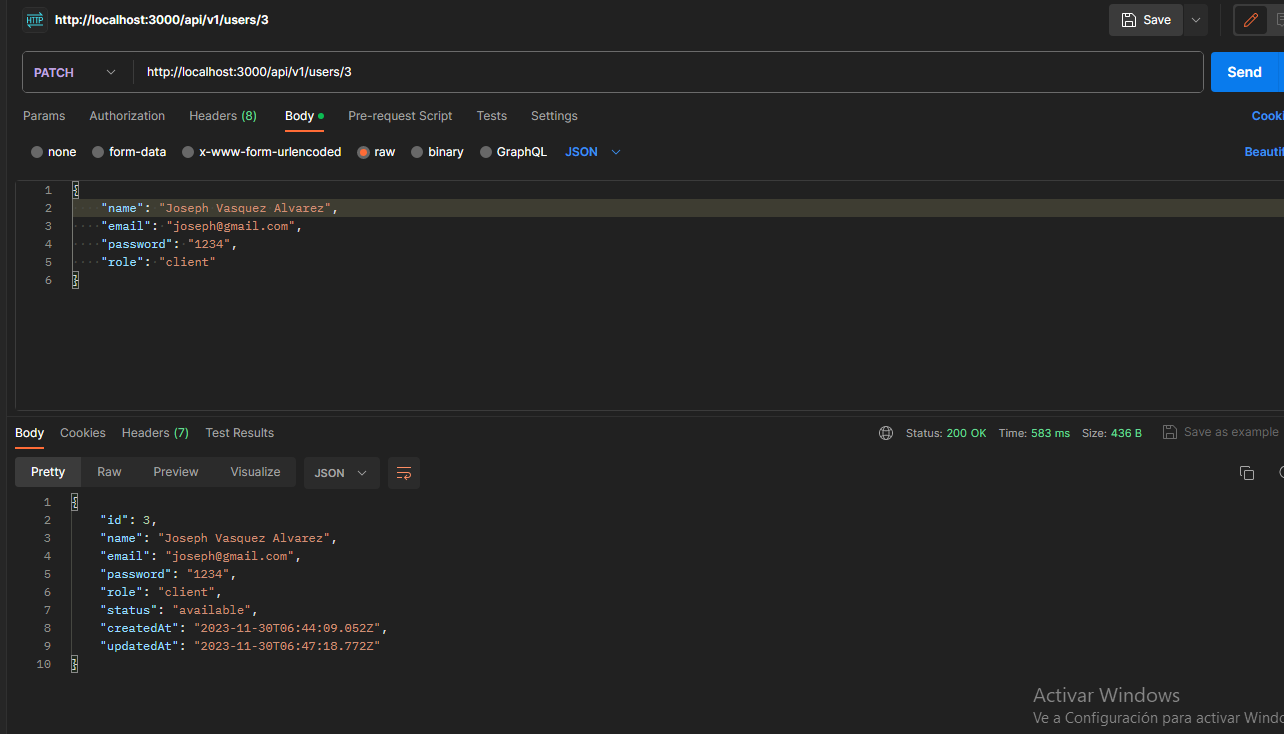 HTTP http://localhost:3000/api/v1/users/3 Save
PATCH http://localhost:3000/api/v1/users/3 Send
Params Authorization Headers (8) Body Pre-request Script Tests Settings Cooki
none form-data x-www-form-urlencoded raw binary GraphQL JSON Beautif
1 {
2 "name": "Joseph Vasquez Alvarez",
3 "email": "joseph@gmail.com",
4 "password": "1234",
5 "role": "client"
6 }
Body Cookies Headers (7) Test Results Status: 200 OK Time: 583 ms Size: 436 B Save as example
Pretty Raw Preview Visualize JSON
1 {
2 "id": 3,
3 "name": "Joseph Vasquez Alvarez",
4 "email": "joseph@gmail.com",
5 "password": "1234",
6 "role": "client",
7 "status": "available",
8 "createdAt": "2023-11-30T06:44:09.052Z",
9 "updatedAt": "2023-11-30T06:47:18.772Z"
10 }
Activar Windows
Ve a Configuración para activar Windo